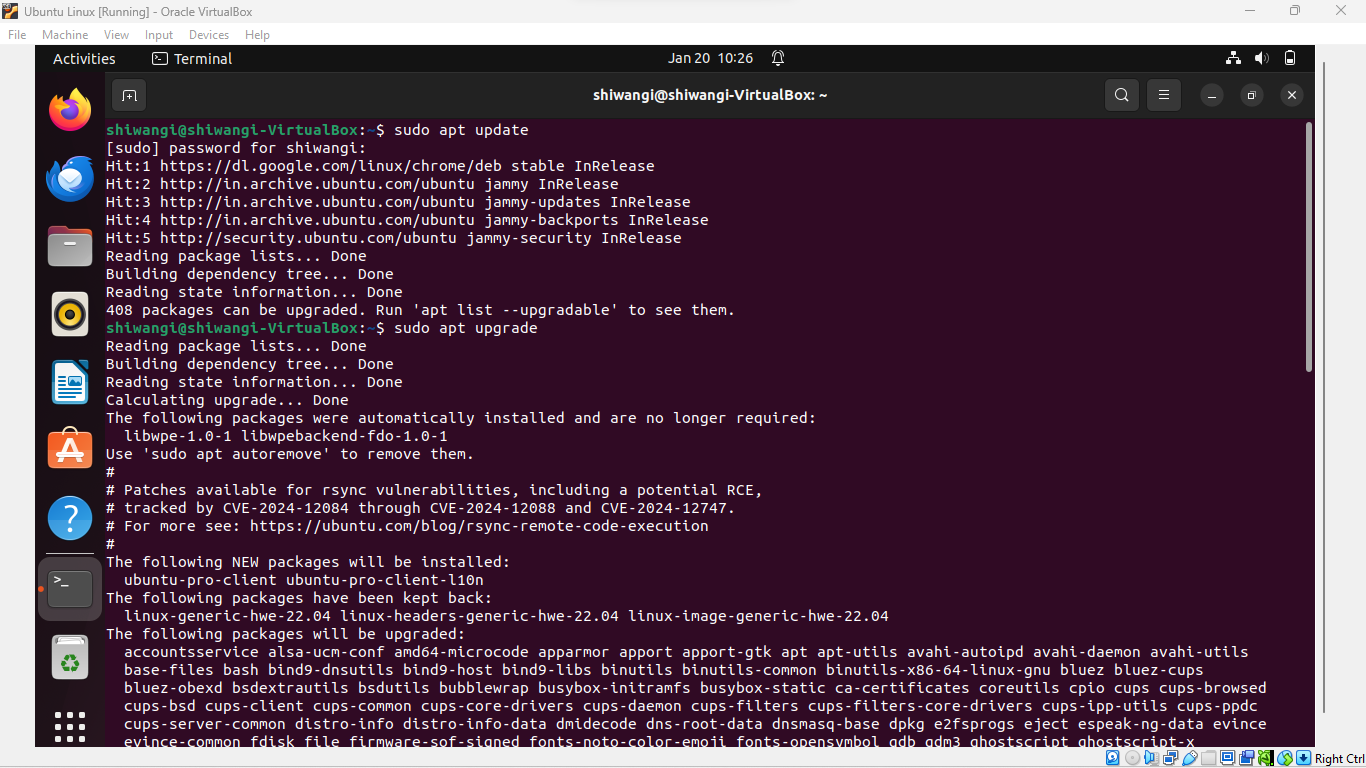 Ubuntu Linux [Running] - Oracle VirtualBox
File Machine View Input Devices Help
Activities Terminal Jan 20 10:26
shiwangi@shiwangi-VirtualBox: ~
shiwangi@shiwangi-VirtualBox:~$ sudo apt update
[sudo] password for shiwangi:
Hit:1 https://dl.google.com/linux/chrome/deb stable InRelease
Hit:2 http://in.archive.ubuntu.com/ubuntu jammy InRelease
Hit:3 http://in.archive.ubuntu.com/ubuntu jammy-updates InRelease
Hit:4 http://in.archive.ubuntu.com/ubuntu jammy-backports InRelease
Hit:5 http://security.ubuntu.com/ubuntu jammy-security InRelease
Reading package lists... Done
Building dependency tree... Done
Reading state information... Done
408 packages can be upgraded. Run 'apt list --upgradable' to see them.
shiwangi@shiwangi-VirtualBox:~$ sudo apt upgrade
Reading package lists... Done
Building dependency tree... Done
Reading state information... Done
Calculating upgrade... Done
The following packages were automatically installed and are no longer required:
libwpe-1.0-1 libwpebackend-fdo-1.0-1
Use 'sudo apt autoremove' to remove them.
#
# Patches available for rsync vulnerabilities, including a potential RCE,
# tracked by CVE-2024-12084 through CVE-2024-12088 and CVE-2024-12747.
# For more see: https://ubuntu.com/blog/rsync-remote-code-execution
#
The following NEW packages will be installed:
ubuntu-pro-client ubuntu-pro-client-l10n
The following packages have been kept back:
linux-generic-hwe-22.04 linux-headers-generic-hwe-22.04 linux-image-generic-hwe-22.04
The following packages will be upgraded:
accountsservice alsa-ucm-conf amd64-microcode apparmor apport apport-gtk apt apt-utils avahi-autoipd avahi-daemon avahi-utils
base-files bash bind9-dnsutils bind9-host bind9-libs binutils binutils-common binutils-x86-64-linux-gnu bluez bluez-cups
bluez-obexd bsdextrautils bsdutils bubblewrap busybox-initramfs busybox-static ca-certificates coreutils cpio cups cups-browsed
cups-bsd cups-client cups-common cups-core-drivers cups-daemon cups-filters cups-filters-core-drivers cups-ipp-utils cups-ppdc
cups-server-common distro-info distro-info-data dmidecode dns-root-data dnsmasq-base dpkg e2fsprogs eject espeak-ng-data evince
evince-common fdisk file firmware-sof-signed fonts-noto-color-emoji fonts-opensymbol gdb gdm3 ghostscript ghostscript-x
Right Ctrl